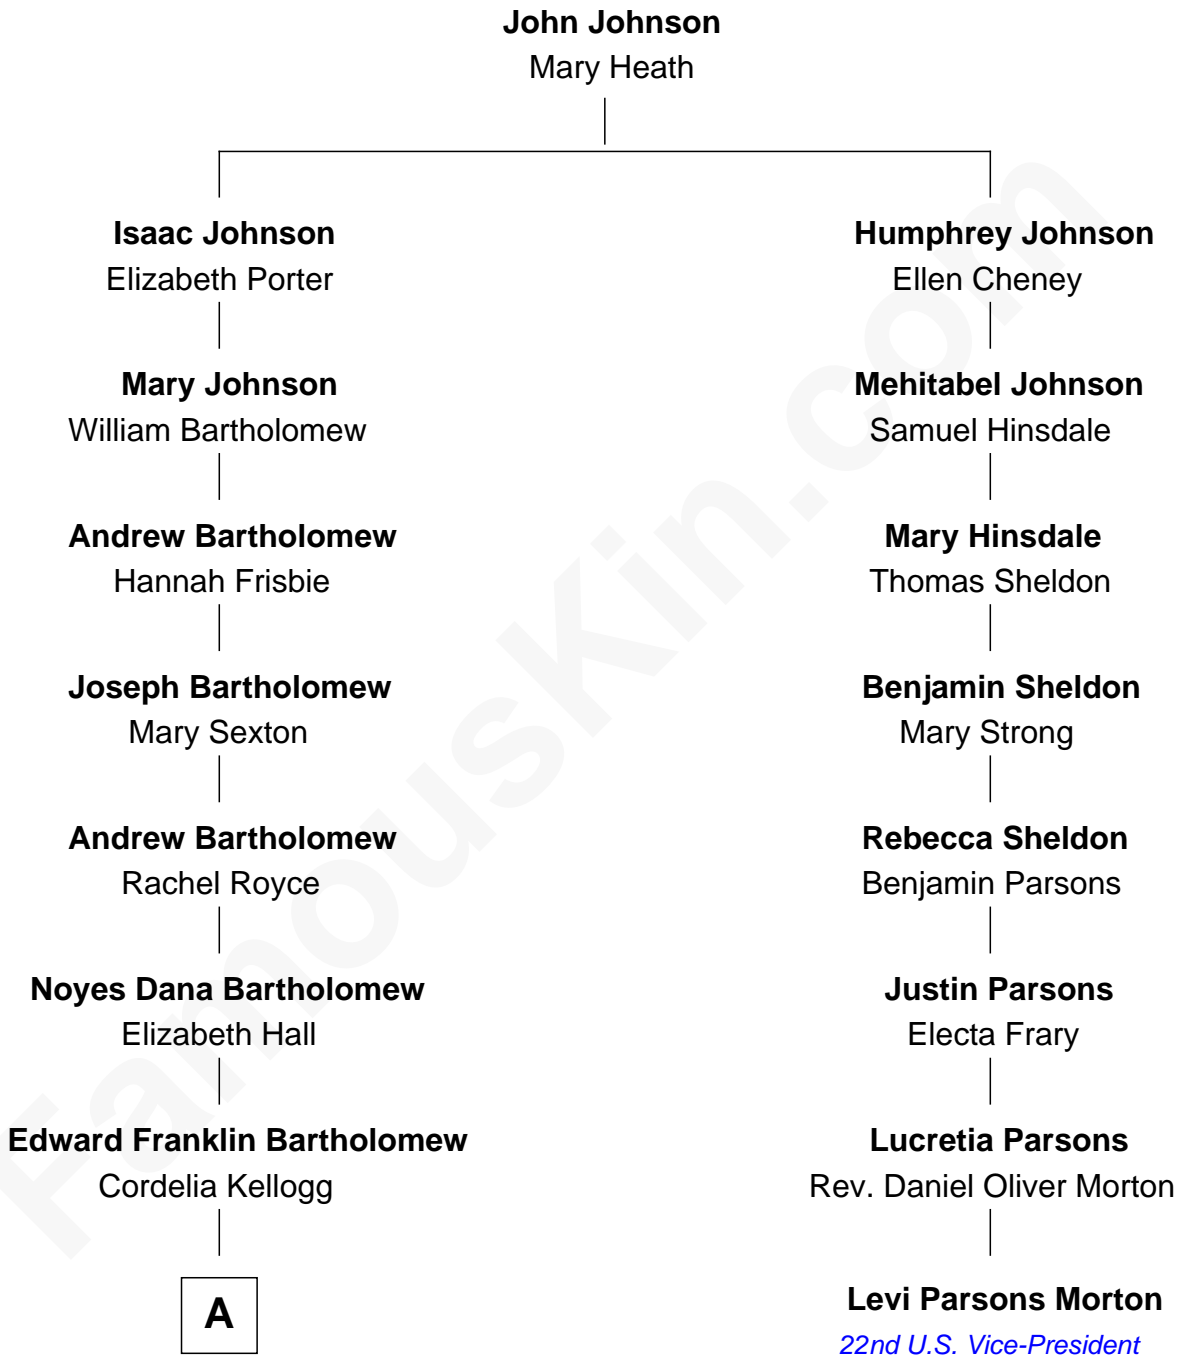 John Johnson
Mary Heath
Isaac Johnson
Elizabeth Porter
Mary Johnson
William Bartholomew
Andrew Bartholomew
Hannah Frisbie
Joseph Bartholomew
Mary Sexton
Andrew Bartholomew
Rachel Royce
Noyes Dana Bartholomew
Elizabeth Hall
Edward Franklin Bartholomew
Cordelia Kellogg
A
Humphrey Johnson
Ellen Cheney
Mehitabel Johnson
Samuel Hinsdale
Mary Hinsdale
Thomas Sheldon
Benjamin Sheldon
Mary Strong
Rebecca Sheldon
Benjamin Parsons
Justin Parsons
Electa Frary
Lucretia Parsons
Rev. Daniel Oliver Morton
Levi Parsons Morton
22nd U.S. Vice-President
FamousKin.com